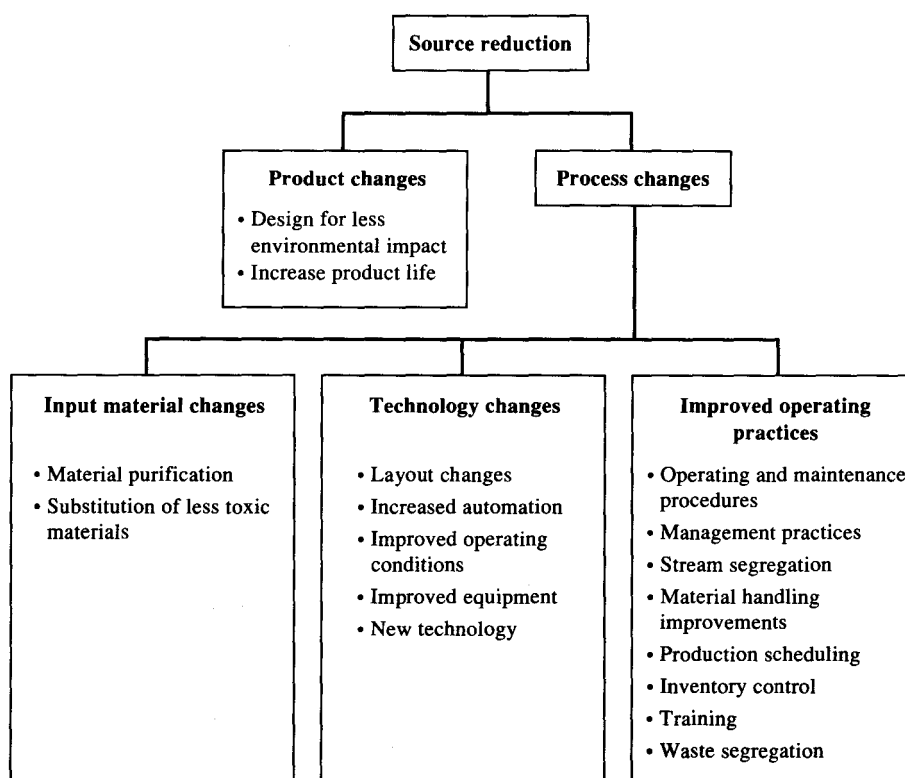 Source reduction
Product changes
• Design for less
environmental impact
• Increase product life
Process changes
Input material changes
• Material purification
• Substitution of less toxic
materials
Technology changes
• Layout changes
• Increased automation
• Improved operating
conditions
• Improved equipment
• New technology
Improved operating
practices
• Operating and maintenance
procedures
• Management practices
• Stream segregation
• Material handling
improvements
• Production scheduling
• Inventory control
• Training
• Waste segregation